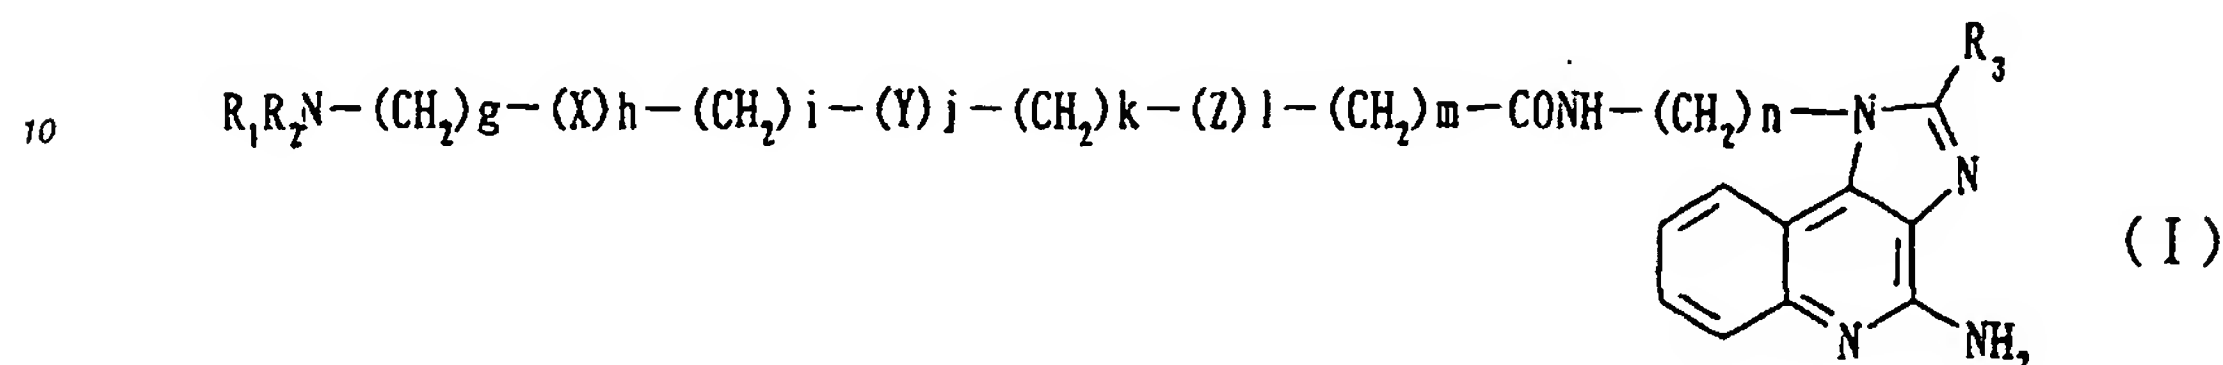 R₃
10 R₁R₂N—(CH₂)g—(X)h—(CH₂)i—(Y)j—(CH₂)k—(Z)l—(CH₂)m—CONH—(CH₂)n—N
N
(I)
N NH₂